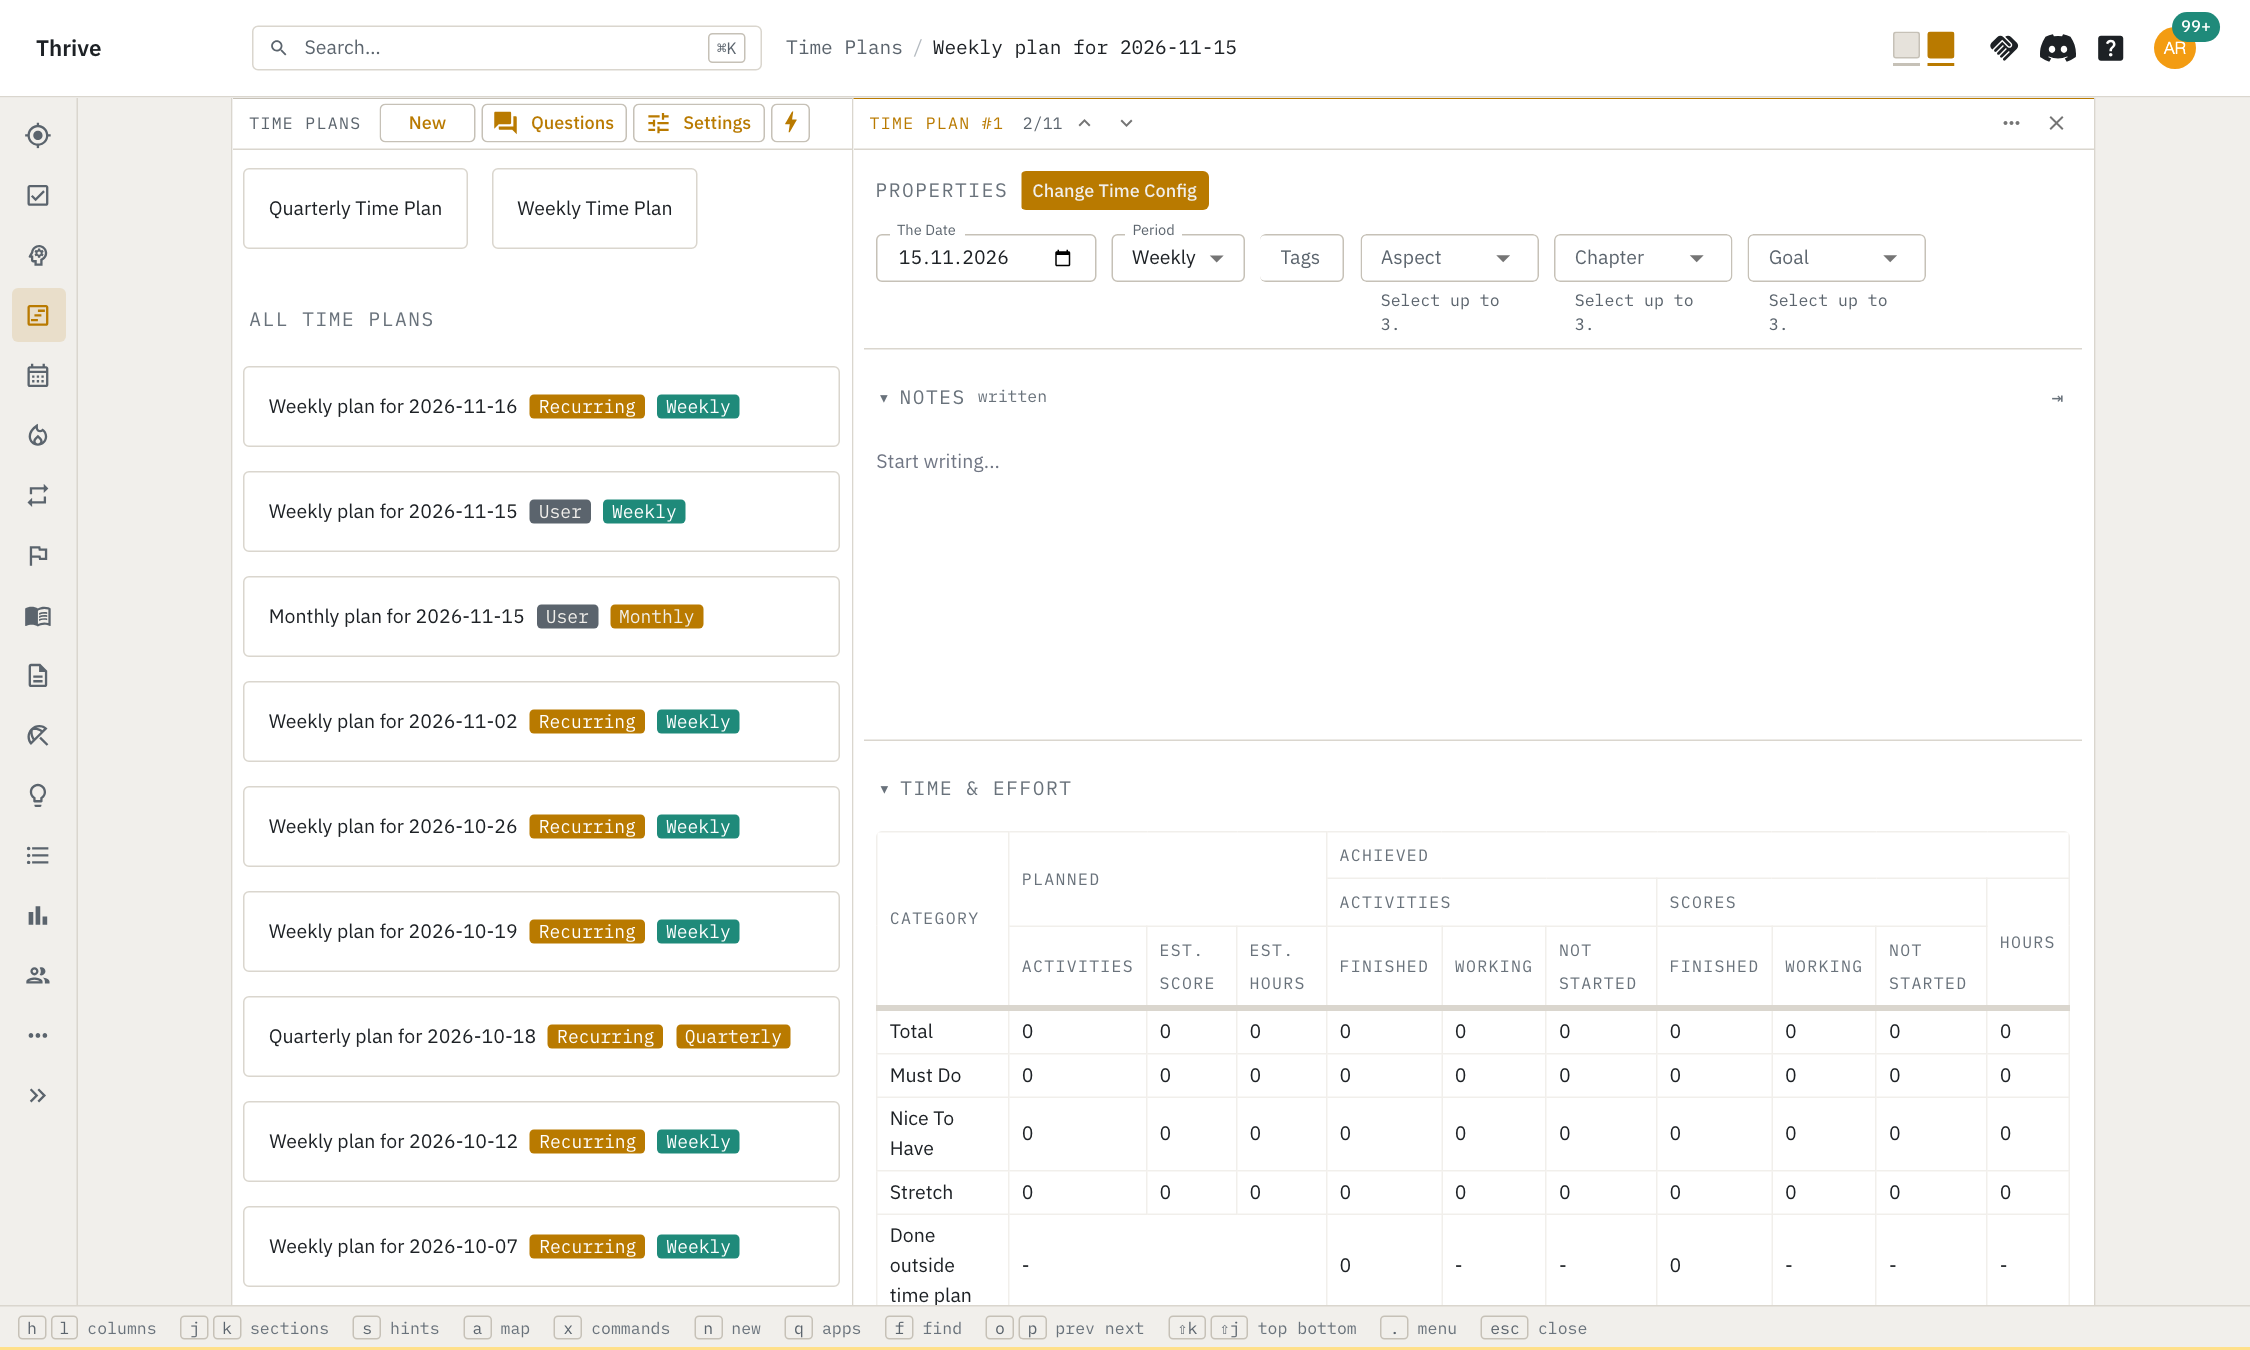 Thrive
Search...
⌘K
Time Plans / Weekly plan for 2026-11-15
99+
AR
TIME PLANS
New
Questions
Settings
TIME PLAN #1
2/11
Quarterly Time Plan
Weekly Time Plan
ALL TIME PLANS
Weekly plan for 2026-11-16 Recurring Weekly
Weekly plan for 2026-11-15 User Weekly
Monthly plan for 2026-11-15 User Monthly
Weekly plan for 2026-11-02 Recurring Weekly
Weekly plan for 2026-10-26 Recurring Weekly
Weekly plan for 2026-10-19 Recurring Weekly
Quarterly plan for 2026-10-18 Recurring Quarterly
Weekly plan for 2026-10-12 Recurring Weekly
Weekly plan for 2026-10-07 Recurring Weekly
PROPERTIES
Change Time Config
The Date
15.11.2026
Period
Weekly
Tags
Aspect
Select up to
3.
Chapter
Select up to
3.
Goal
Select up to
3.
NOTES written
Start writing...
TIME & EFFORT
CATEGORY
PLANNED
ACHIEVED
ACTIVITIES
SCORES
HOURS
ACTIVITIES
EST.
SCORE
EST.
HOURS
FINISHED
WORKING
NOT
STARTED
FINISHED
WORKING
NOT
STARTED
Total 0 0 0 0 0 0 0 0 0 0
Must Do 0 0 0 0 0 0 0 0 0 0
Nice To
Have
0 0 0 0 0 0 0 0 0 0
Stretch 0 0 0 0 0 0 0 0 0 0
Done
outside
time plan
- 0 - - 0 - - -
h l columns j k sections s hints a map x commands n new q apps f find o p prev next ⇧k ⇧j top bottom . menu esc close